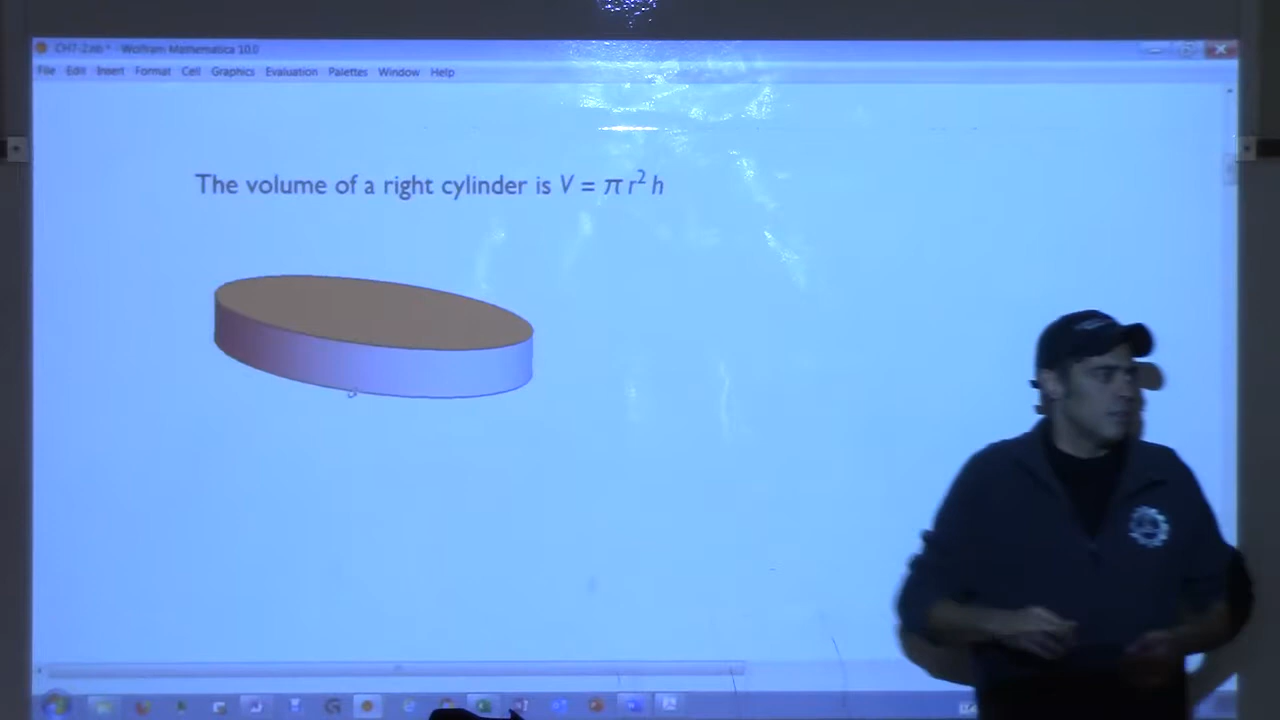 CH7-2.nb * - Wolfram Mathematica 10.0
File Edit Insert Format Cell Graphics Evaluation Palettes Window Help
The volume of a right cylinder is V = π r² h